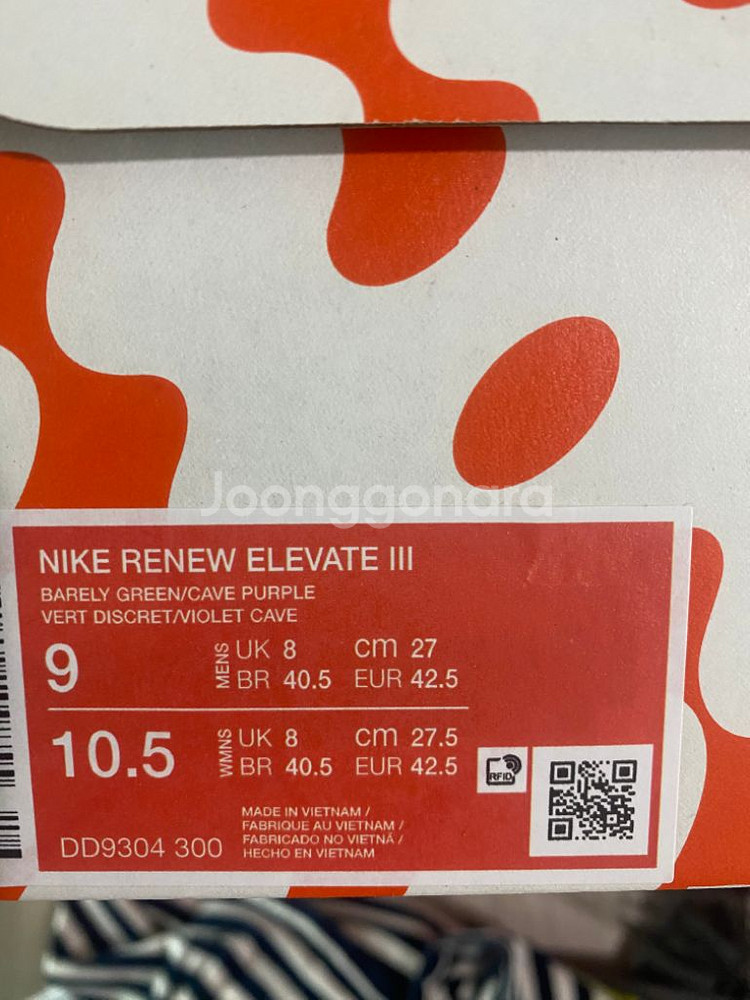 Joonggonara
NIKE RENEW ELEVATE III
BARELY GREEN/CAVE PURPLE
VERT DISCRET/VIOLET CAVE
9 MENS UK 8 cm 27
BR 40.5 EUR 42.5
10.5 WMNS UK 8 cm 27.5
BR 40.5 EUR 42.5
RFID
MADE IN VIETNAM /
FABRIQUE AU VIETNAM /
FABRICADO NO VIETNÃ /
HECHO EN VIETNAM
DD9304 300